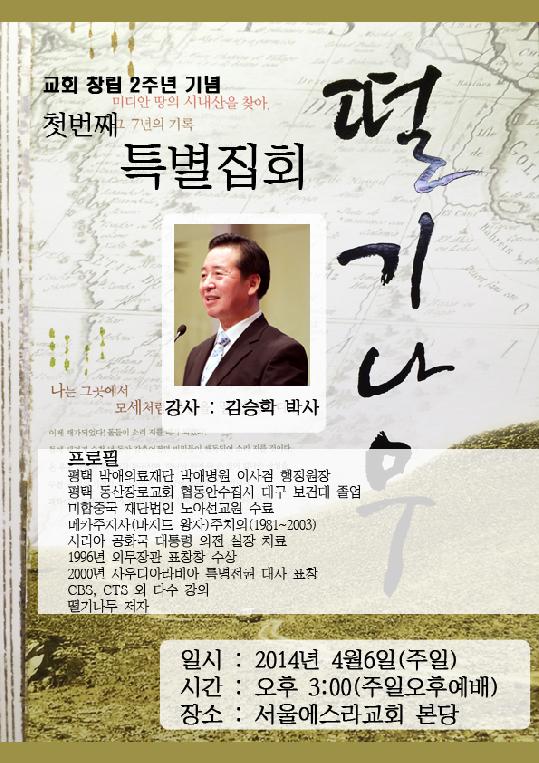 교회 창립 2주년 기념
미디안 땅의 시내산을 찾아,
첫번째 그 7년의 기록
특별집회
떨기나무
나는 그곳에서
모세처럼
강사 : 김승학 박사
프로필
평택 박애의료재단 박애병원 이사겸 행정원장
평택 동산장로교회 협동안수집사 대구 보건대 졸업
미합중국 재단법인 노아선교원 수료
메카주지사(마지드 왕자)주치의(1981~2003)
시리아 공화국 대통령 의전 실장 치료
1996년 외무장관 표창장 수상
2000년 사우디아라비아 특명전권 대사 표창
CBS, CTS 외 다수 강의
떨기나무 저자
일시 : 2014년 4월6일(주일)
시간 : 오후 3:00(주일오후예배)
장소 : 서울에스라교회 본당